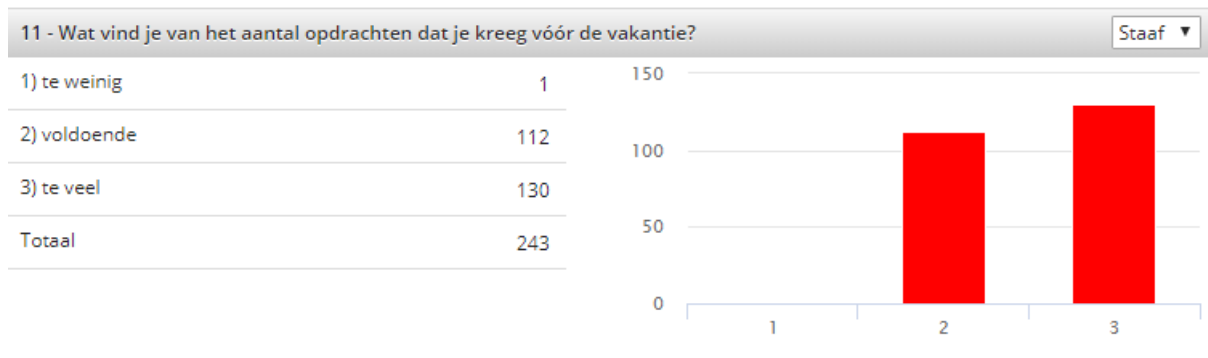 11 - Wat vind je van het aantal opdrachten dat je kreeg vóór de vakantie?
Staaf
1) te weinig 1
2) voldoende 112
3) te veel 130
Totaal 243
150
100
50
0
1 2 3